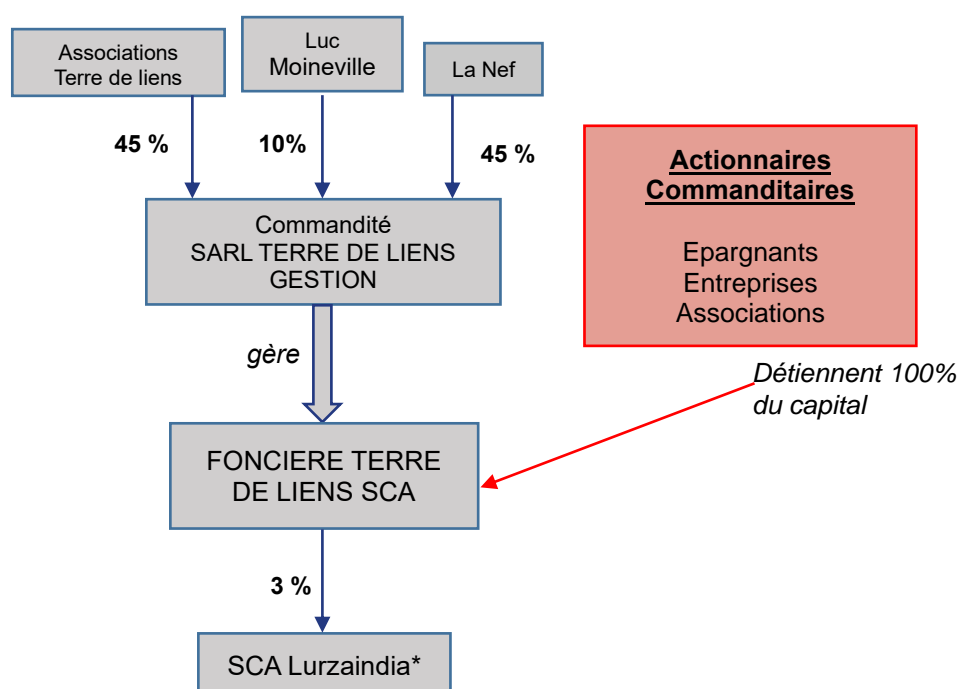 Associations
Terre de liens
Luc
Moineville
La Nef
45 %
10%
45 %
Actionnaires
Commanditaires
Epargnants
Entreprises
Associations
Commandité
SARL TERRE DE LIENS
GESTION
gère
Détiennent 100%
du capital
FONCIERE TERRE
DE LIENS SCA
3 %
SCA Lurzaindia*